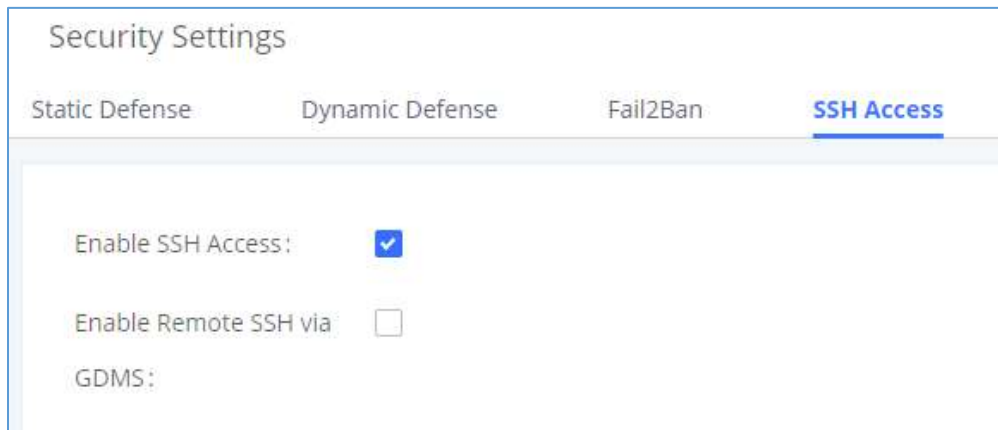 Security Settings
Static Defense Dynamic Defense Fail2Ban SSH Access
Enable SSH Access:
Enable Remote SSH via
GDMS: